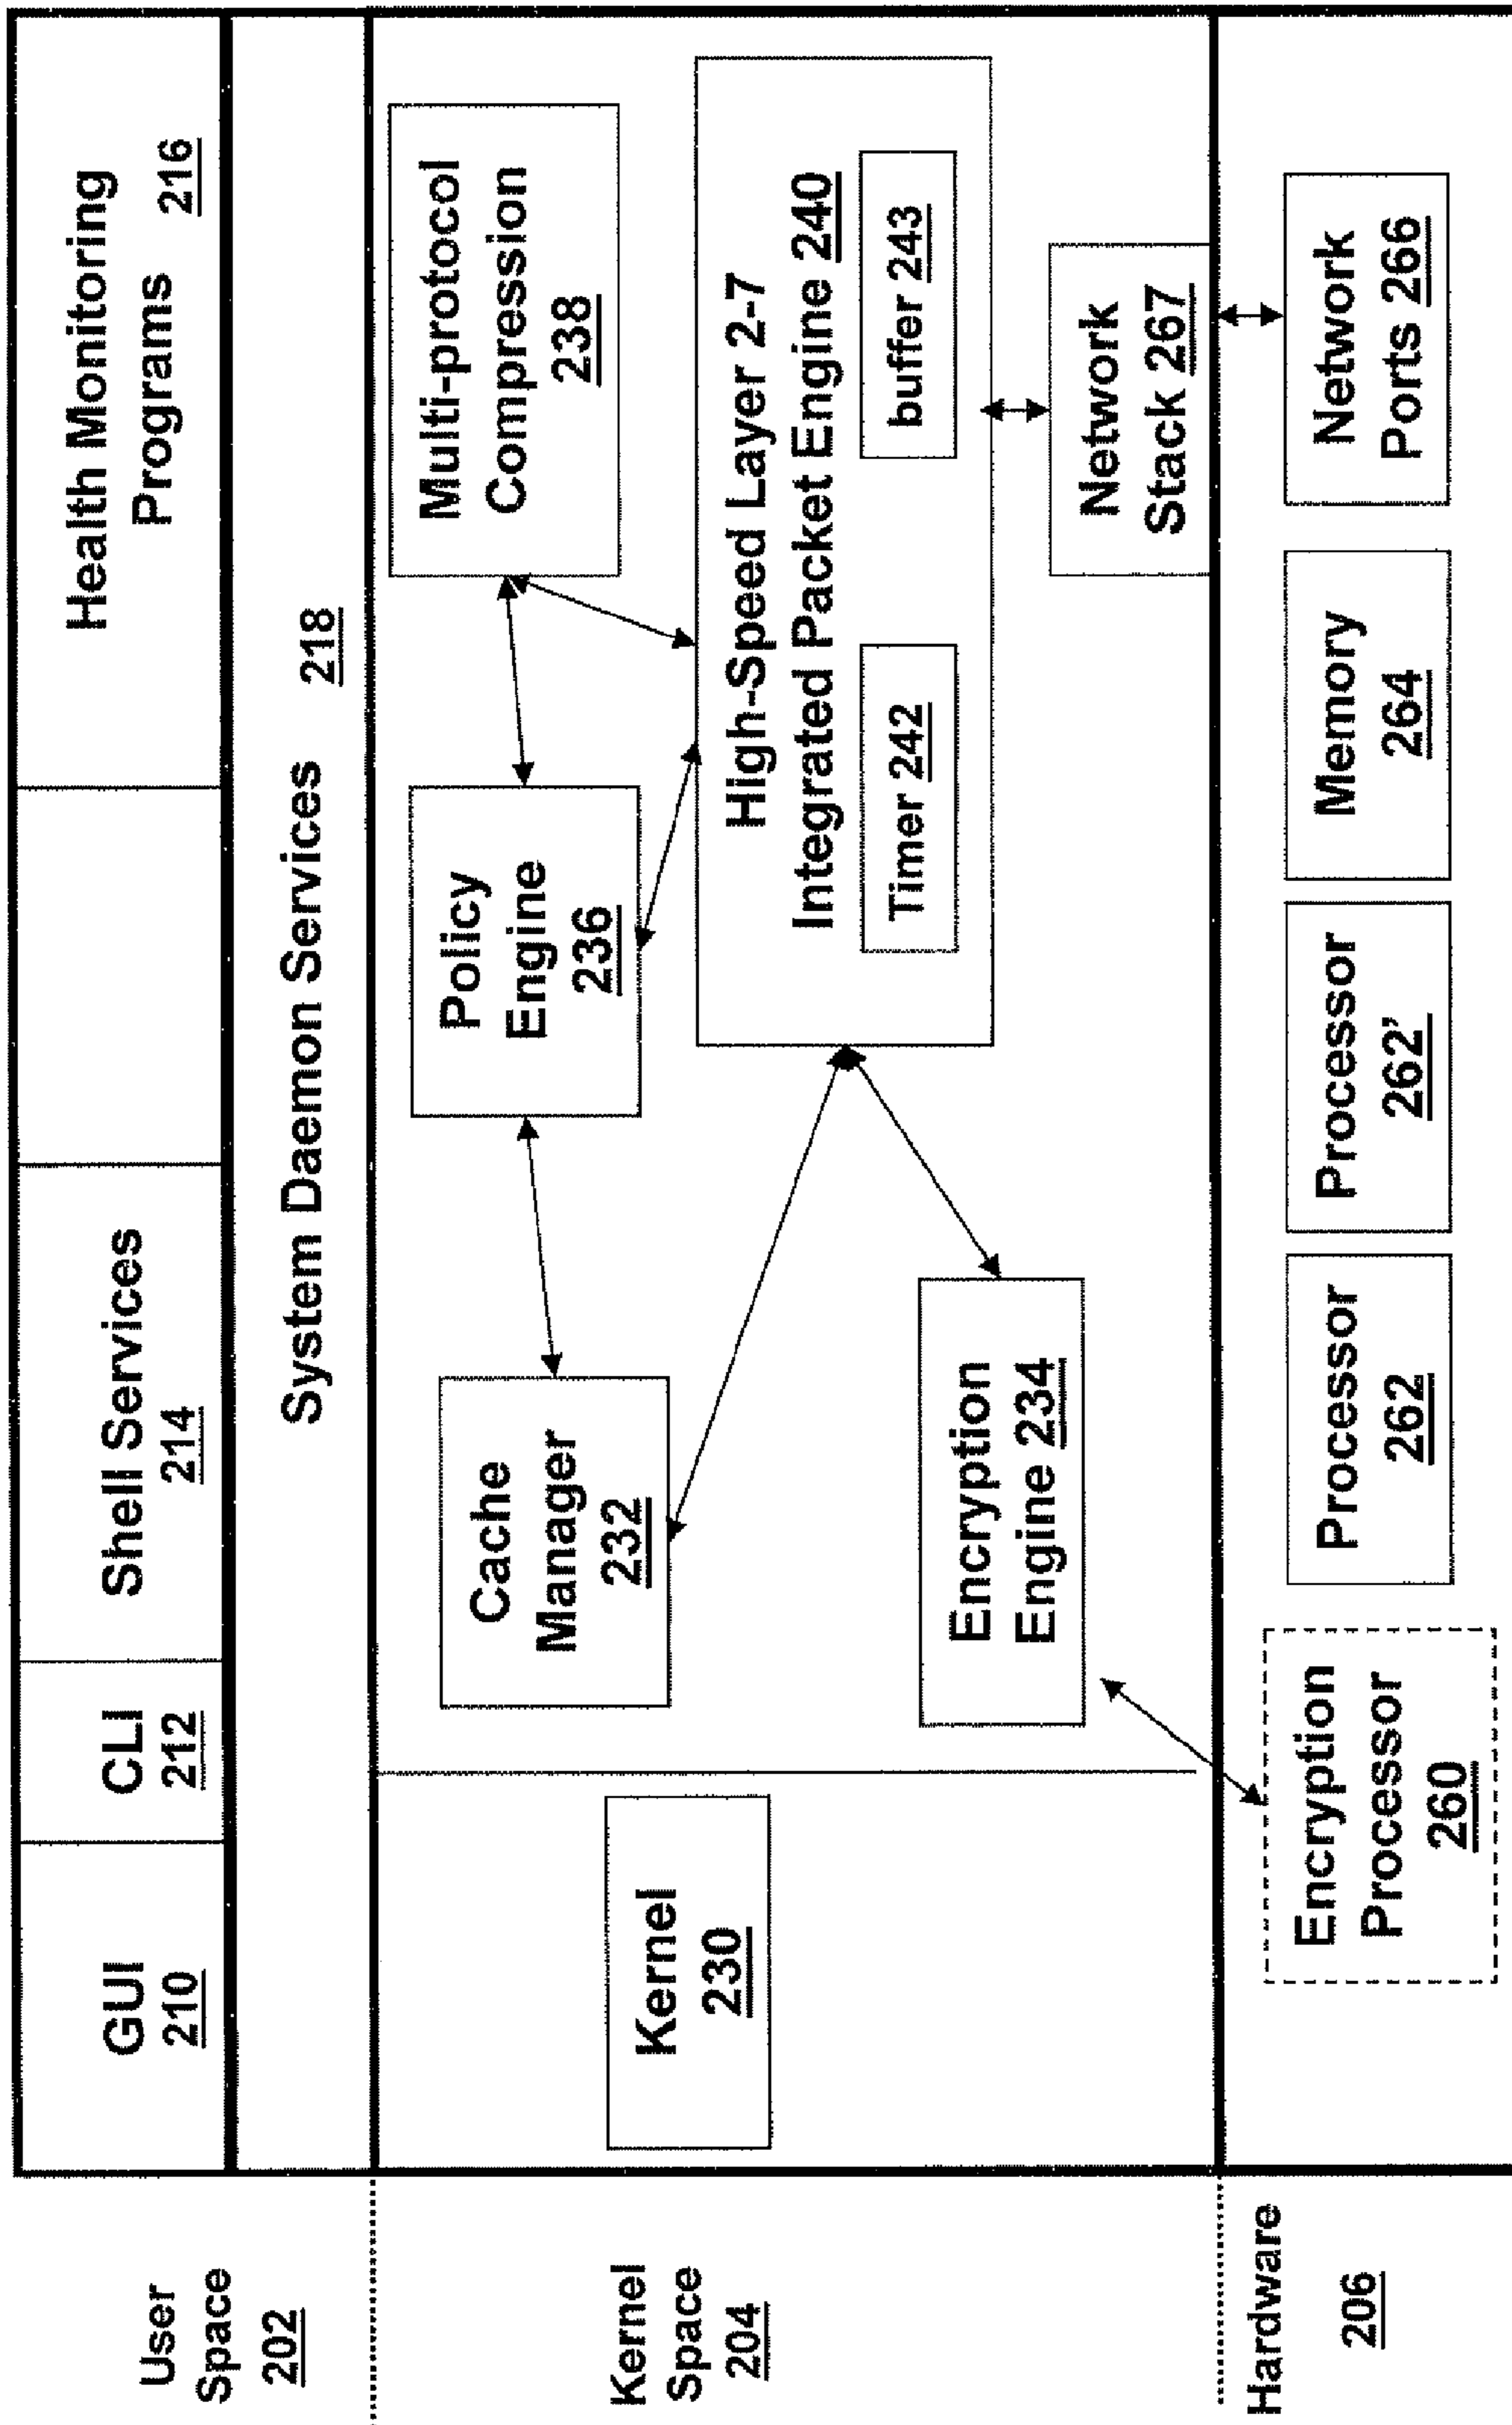 User
Space
202
GUI
210
CLI
212
Shell Services
214
Health Monitoring
Programs 216
System Daemon Services 218
Kernel
Space
204
Kernel
230
Cache
Manager
232
Policy
Engine
236
Multi-protocol
Compression
238
High-Speed Layer 2-7
Integrated Packet Engine 240
Timer 242
buffer 243
Encryption
Engine 234
Network
Stack 267
Hardware
206
Encryption
Processor
260
Processor
262
Processor
262'
Memory
264
Network
Ports 266